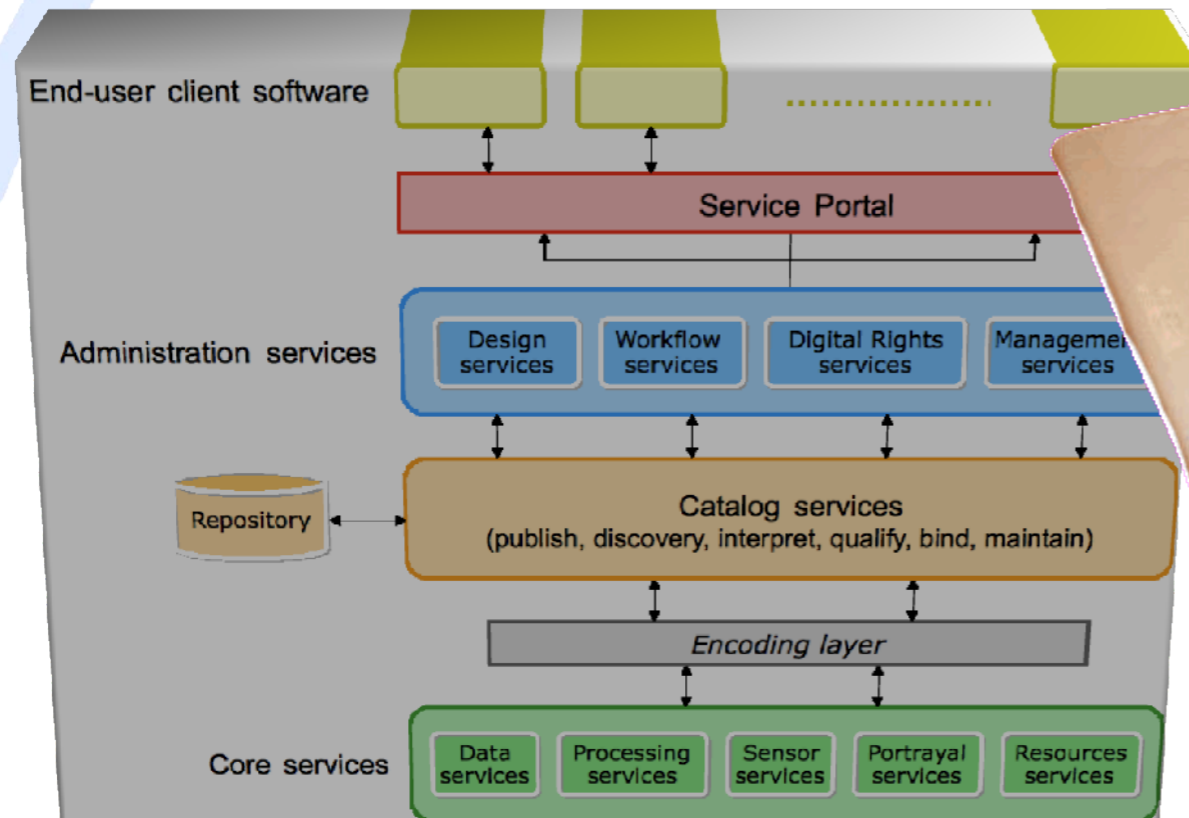 End-user client software
Service Portal
Administration services
Design
services
Workflow
services
Digital Rights
services
services
Repository
Catalog services
(publish, discovery, interpret, qualify, bind, maintain)
Encoding layer
Core services
Data
services
Processing
services
Sensor
services
Portrayal
services
Resources
services